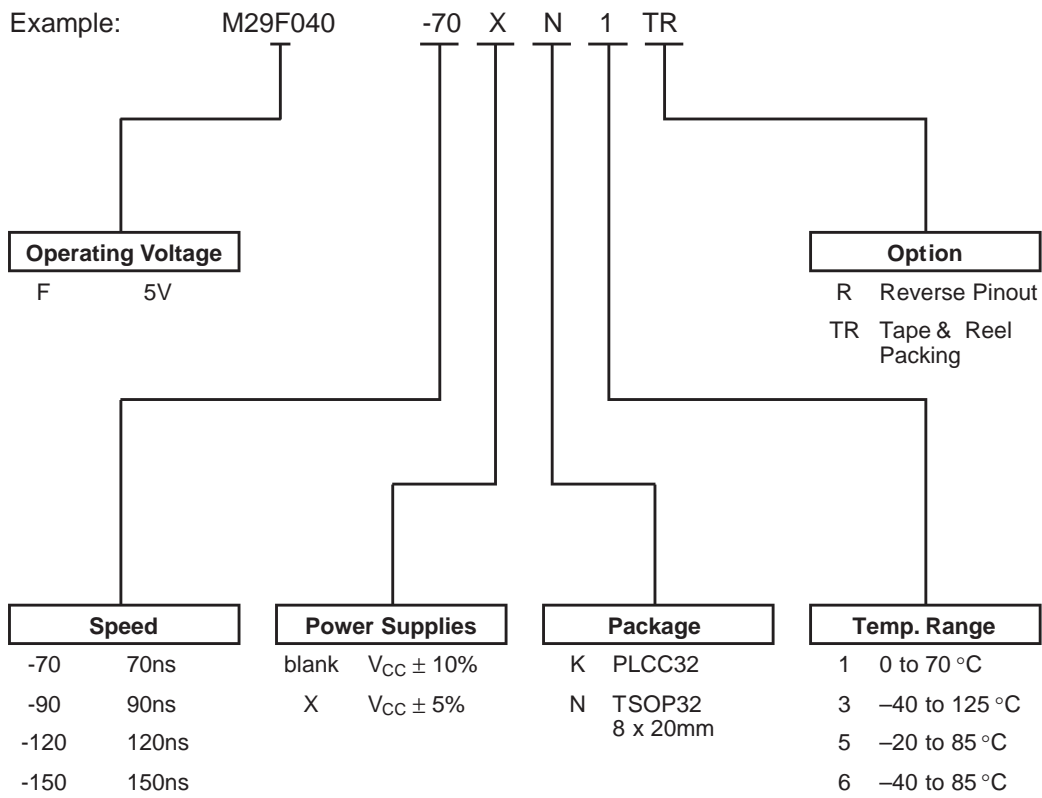 Example: M29F040 -70 X N 1 TR
Operating Voltage
F 5V
Option
R Reverse Pinout
TR Tape & Reel
Packing
Speed
-70 70ns
-90 90ns
-120 120ns
-150 150ns
Power Supplies
blank VCC ± 10%
X VCC ± 5%
Package
K PLCC32
N TSOP32
8 x 20mm
Temp. Range
1 0 to 70 °C
3 –40 to 125 °C
5 –20 to 85 °C
6 –40 to 85 °C